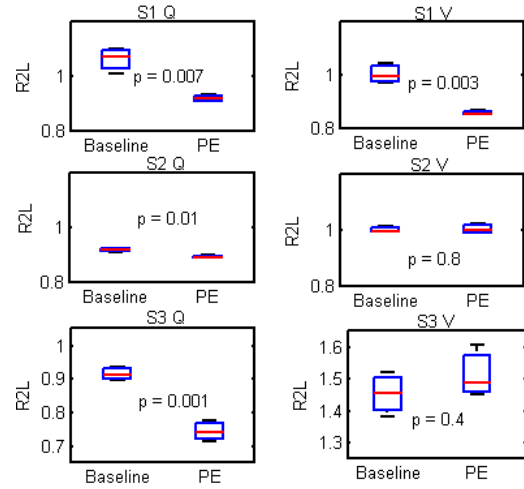 S1 Q
R2L
1
0.8
p = 0.007
Baseline PE
S1 V
R2L
1
0.8
p = 0.003
Baseline PE
S2 Q
R2L
1
0.8
p = 0.01
Baseline PE
S2 V
R2L
1
0.8
p = 0.8
Baseline PE
S3 Q
R2L
1
0.9
0.8
0.7
p = 0.001
Baseline PE
S3 V
R2L
1.6
1.5
1.4
1.3
p = 0.4
Baseline PE